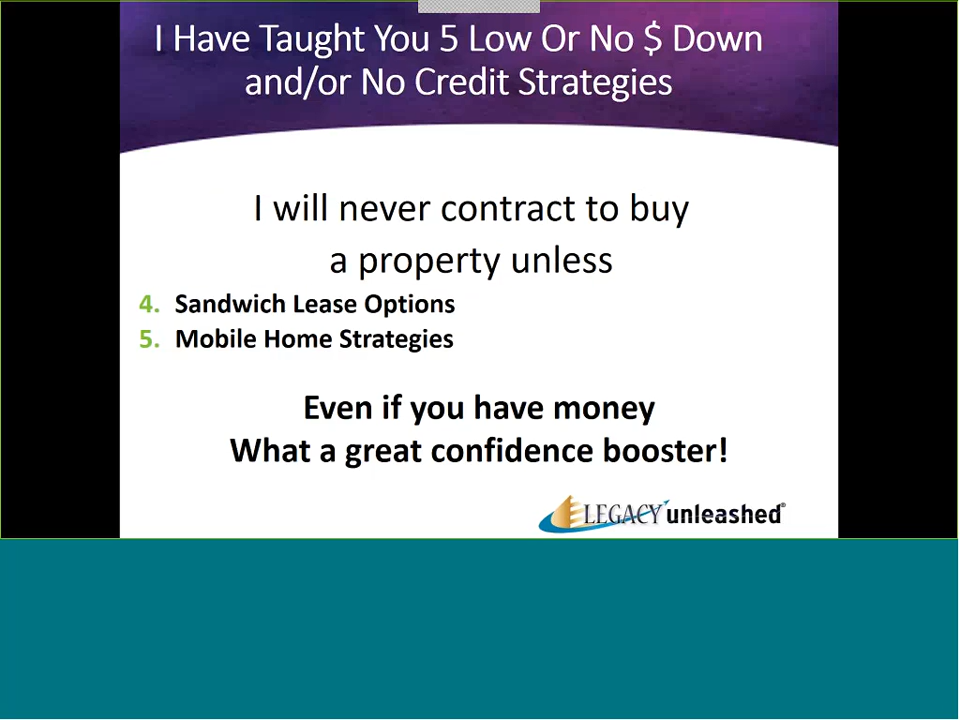 I Have Taught You 5 Low Or No $ Down
and/or No Credit Strategies
I will never contract to buy
a property unless
4. Sandwich Lease Options
5. Mobile Home Strategies
Even if you have money
What a great confidence booster!
LEGACY unleashed®